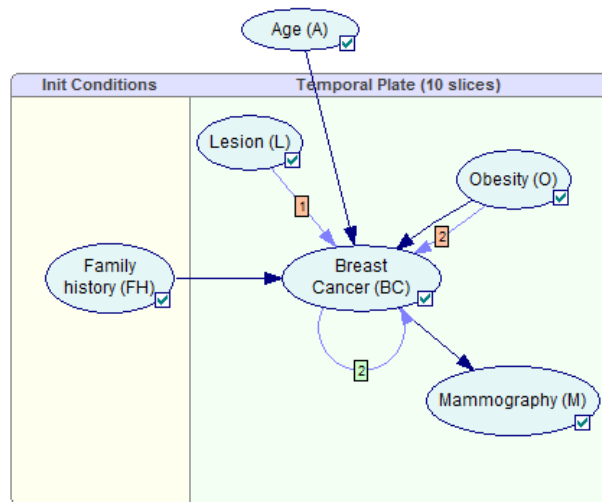 Age (A)
Init Conditions
Temporal Plate (10 slices)
Lesion (L)
Obesity (O)
1
2
Family
history (FH)
Breast
Cancer (BC)
2
Mammography (M)